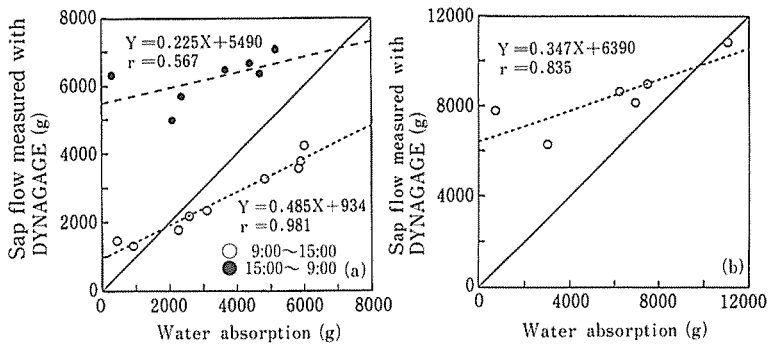 Sap flow measured with
DYNAGAGE (g)
8000
6000
4000
2000
0
Y=0.225X+5490
r=0.567
Y=0.485X+934
r=0.981
○ 9:00～15:00
● 15:00～ 9:00 (a)
0 2000 4000 6000 8000
Water absorption (g)
Sap flow measured with
DYNAGAGE (g)
12000
8000
4000
0
Y=0.347X+6390
r=0.835
(b)
0 4000 8000 12000
Water absorption (g)